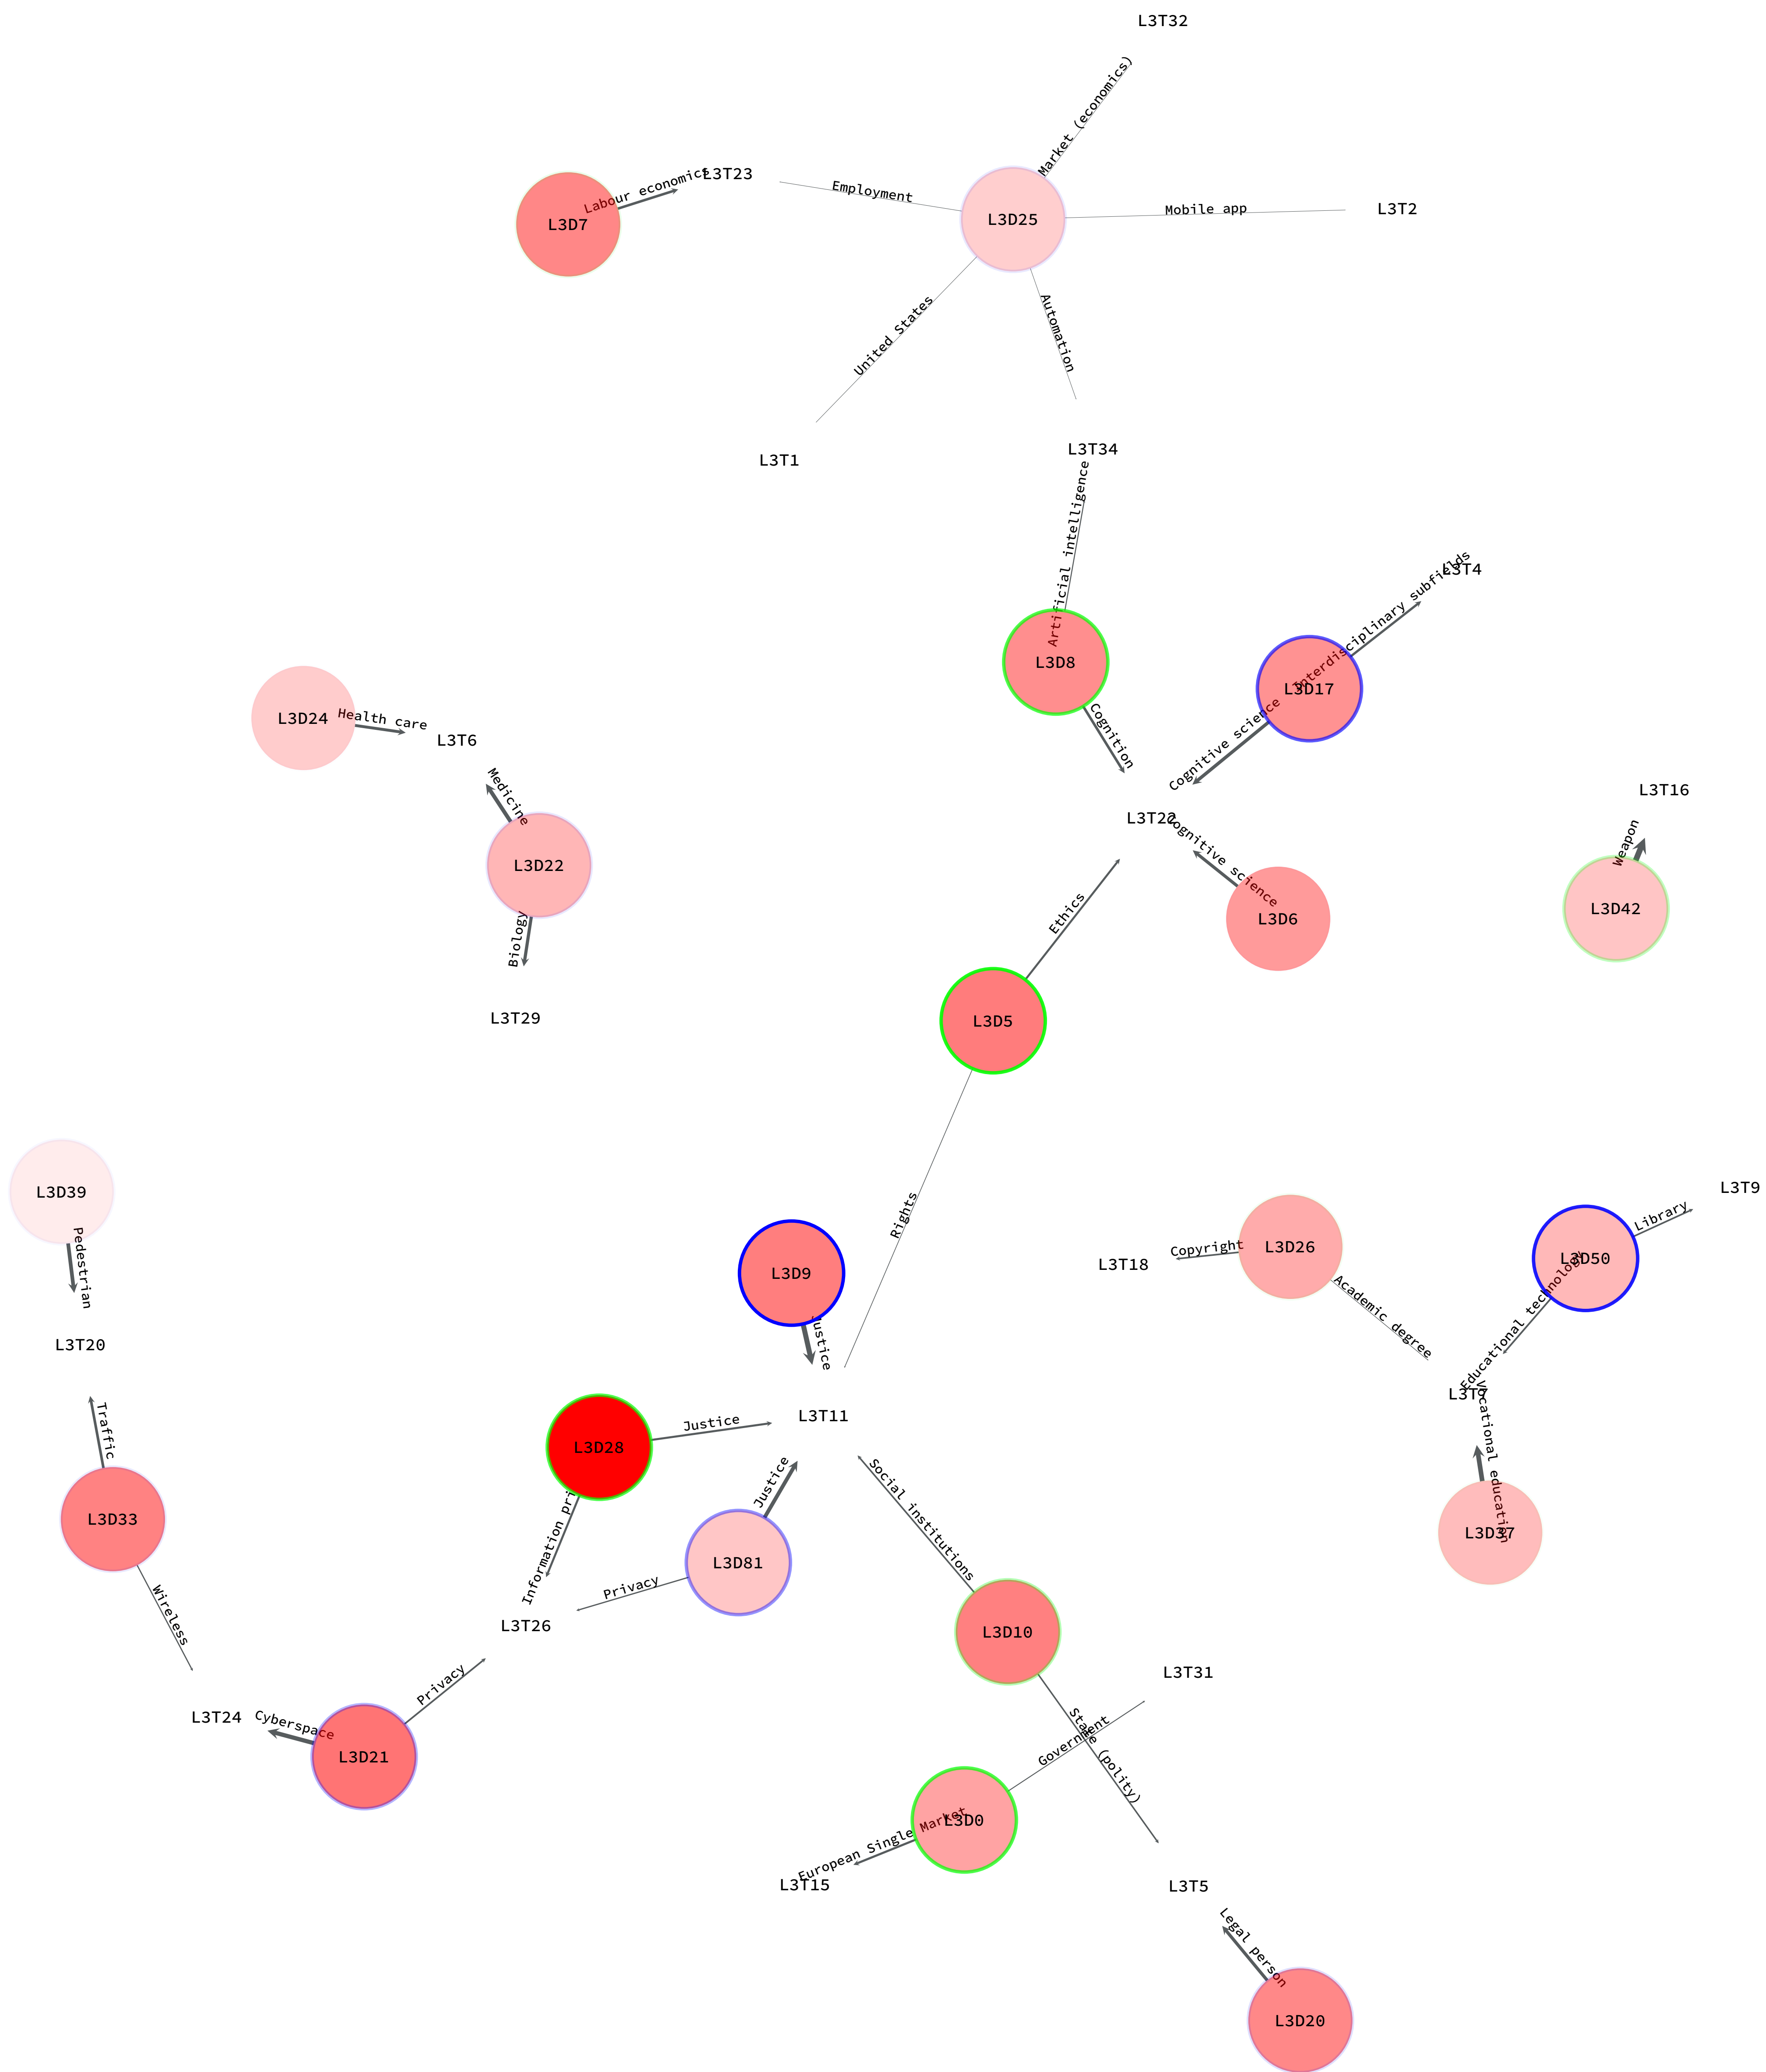 L3T32
Market (economics)
L3T23
Labour economics
Employment
L3D7
L3D25
Mobile app
L3T2
United States
Automation
L3T1
L3T34
Artificial intelligence
L3T4
Interdisciplinary subfields
L3D8
L3D17
L3D24
Health care
L3T6
Cognition
Cognitive science
Medicine
L3T16
L3T22
Cognitive science
Weapon
L3D22
L3D6
L3D42
Ethics
Biology
L3T29
L3D5
L3D39
Pedestrian
Rights
L3T9
Library
L3D26
Copyright
L3T18
L3D50
Educational technology
L3D9
Academic degree
Justice
L3T20
L3T7
Vocational education
L3T11
Justice
Traffic
L3D28
Justice
Social institutions
L3D33
L3D37
Information pri
L3D81
Privacy
Wireless
L3T26
L3D10
L3T31
Privacy
L3T24
Cyberspace
L3D21
State (polity)
Government
L3D0
European Single Market
L3T15
L3T5
Legal person
L3D20